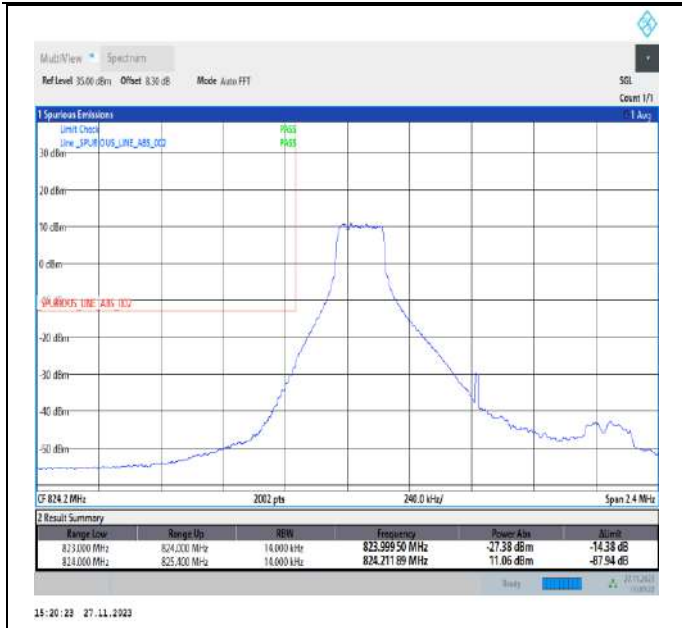 MultiView Spectrum
Ref Level 35.00 dBm Offset 8.30 dB Mode Auto FFT SGL
Count 1/1
1 Spurious Emissions 1 Avg
Limit Check PASS
Line _SPURIOUS_LINE_ABS_002 PASS
30 dBm
20 dBm
10 dBm
0 dBm
SPURIOUS_LINE_ABS_002
-20 dBm
-30 dBm
-40 dBm
-50 dBm
CF 824.2 MHz 2002 pts 240.0 kHz/ Span 2.4 MHz
2 Result Summary
Range Low Range Up RBW Frequency Power Abs ΔLimit
823.000 MHz 824.000 MHz 14.000 kHz 823.999 50 MHz -27.38 dBm -14.38 dB
824.000 MHz 825.400 MHz 14.000 kHz 824.211 89 MHz 11.06 dBm -87.94 dB
Ready 27.11.2023
15:20:23 27.11.2023